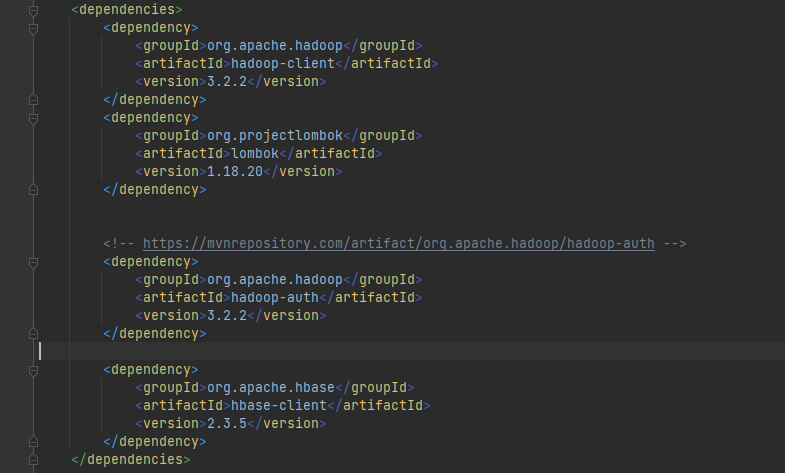 <dependencies>
<dependency>
<groupId>org.apache.hadoop</groupId>
<artifactId>hadoop-client</artifactId>
<version>3.2.2</version>
</dependency>
<dependency>
<groupId>org.projectlombok</groupId>
<artifactId>lombok</artifactId>
<version>1.18.20</version>
</dependency>
<!-- https://mvnrepository.com/artifact/org.apache.hadoop/hadoop-auth -->
<dependency>
<groupId>org.apache.hadoop</groupId>
<artifactId>hadoop-auth</artifactId>
<version>3.2.2</version>
</dependency>
<dependency>
<groupId>org.apache.hbase</groupId>
<artifactId>hbase-client</artifactId>
<version>2.3.5</version>
</dependency>
</dependencies>